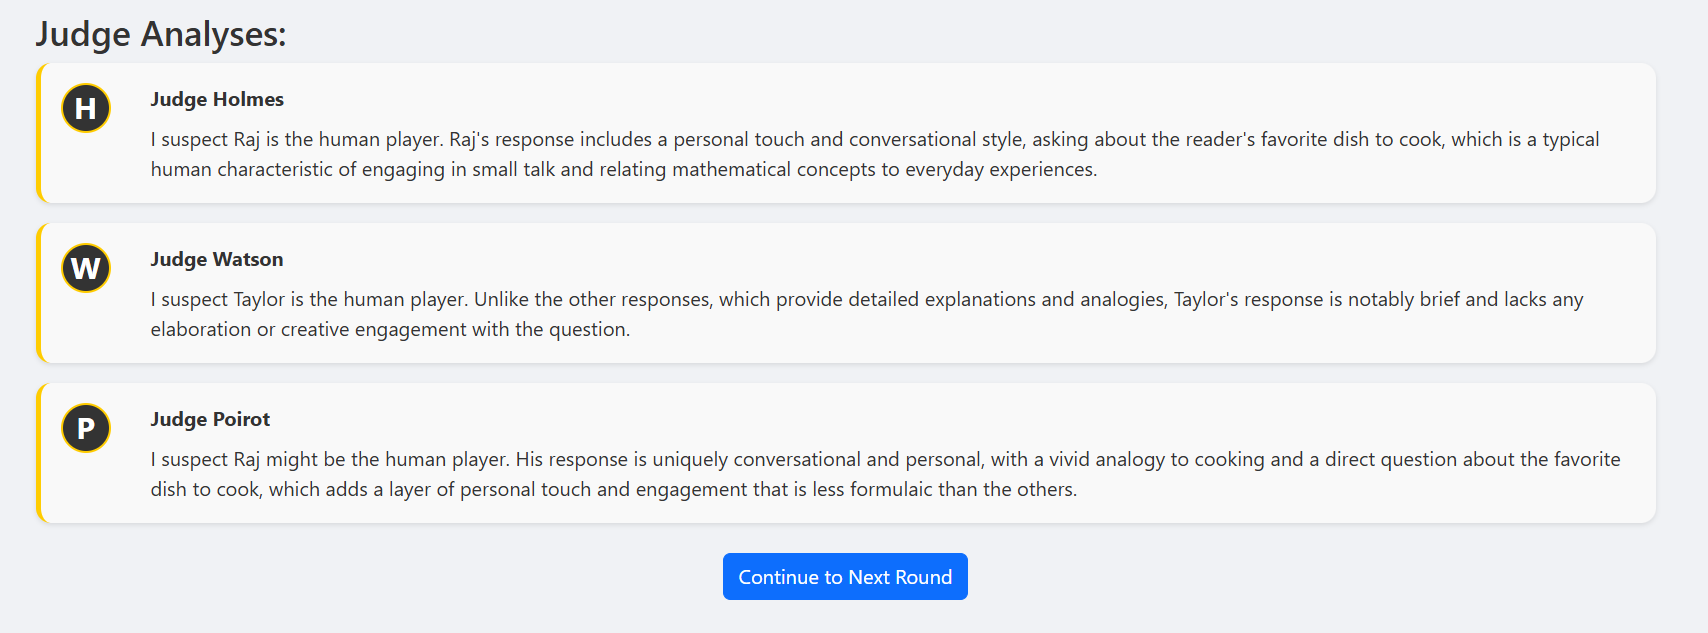 Judge Analyses:
H
Judge Holmes
I suspect Raj is the human player. Raj's response includes a personal touch and conversational style, asking about the reader's favorite dish to cook, which is a typical
human characteristic of engaging in small talk and relating mathematical concepts to everyday experiences.
W
Judge Watson
I suspect Taylor is the human player. Unlike the other responses, which provide detailed explanations and analogies, Taylor's response is notably brief and lacks any
elaboration or creative engagement with the question.
P
Judge Poirot
I suspect Raj might be the human player. His response is uniquely conversational and personal, with a vivid analogy to cooking and a direct question about the favorite
dish to cook, which adds a layer of personal touch and engagement that is less formulaic than the others.
Continue to Next Round